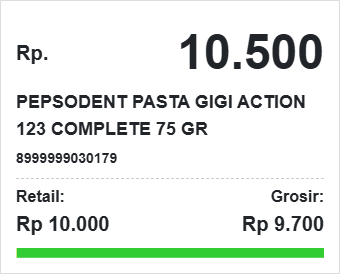 Rp. 10.500
PEPSODENT PASTA GIGI ACTION
123 COMPLETE 75 GR
8999999030179
Retail: Grosir:
Rp 10.000 Rp 9.700